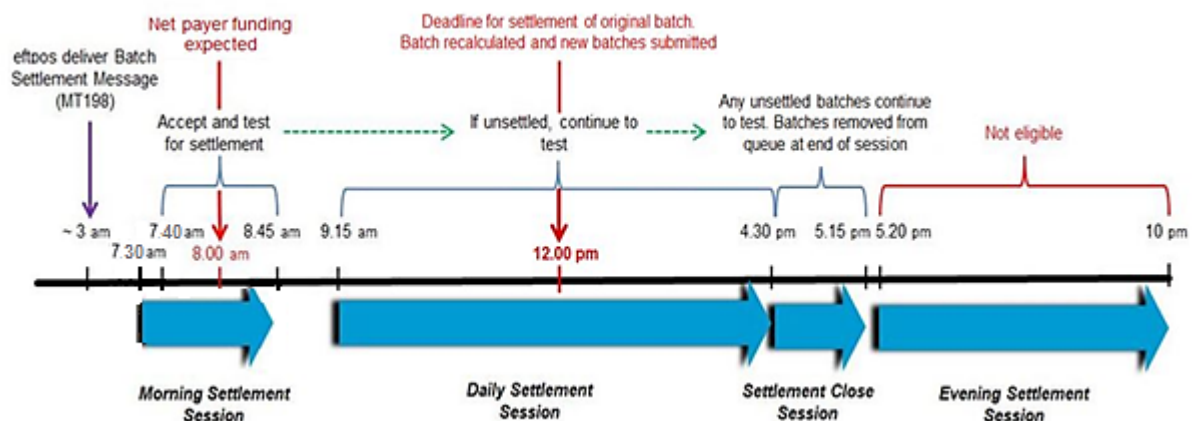 Net payer funding
expected
Deadline for settlement of original batch.
Batch recalculated and new batches submitted
eftpos deliver Batch
Settlement Message
(MT198)
Accept and test
for settlement
If unsettled, continue to
test
Any unsettled batches continue
to test. Batches removed from
queue at end of session
Not eligible
~ 3 am
7.30 am
7.40 am
8.00 am
8.45 am
9.15 am
12.00 pm
4.30 pm
5.15 pm
5.20 pm
10 pm
Morning Settlement
Session
Daily Settlement
Session
Settlement Close
Session
Evening Settlement
Session